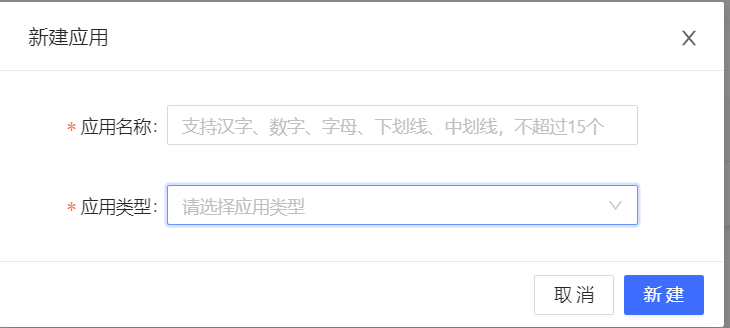 新建应用
* 应用名称: 支持汉字、数字、字母、下划线、中划线，不超过15个
* 应用类型: 请选择应用类型
取 消 新 建